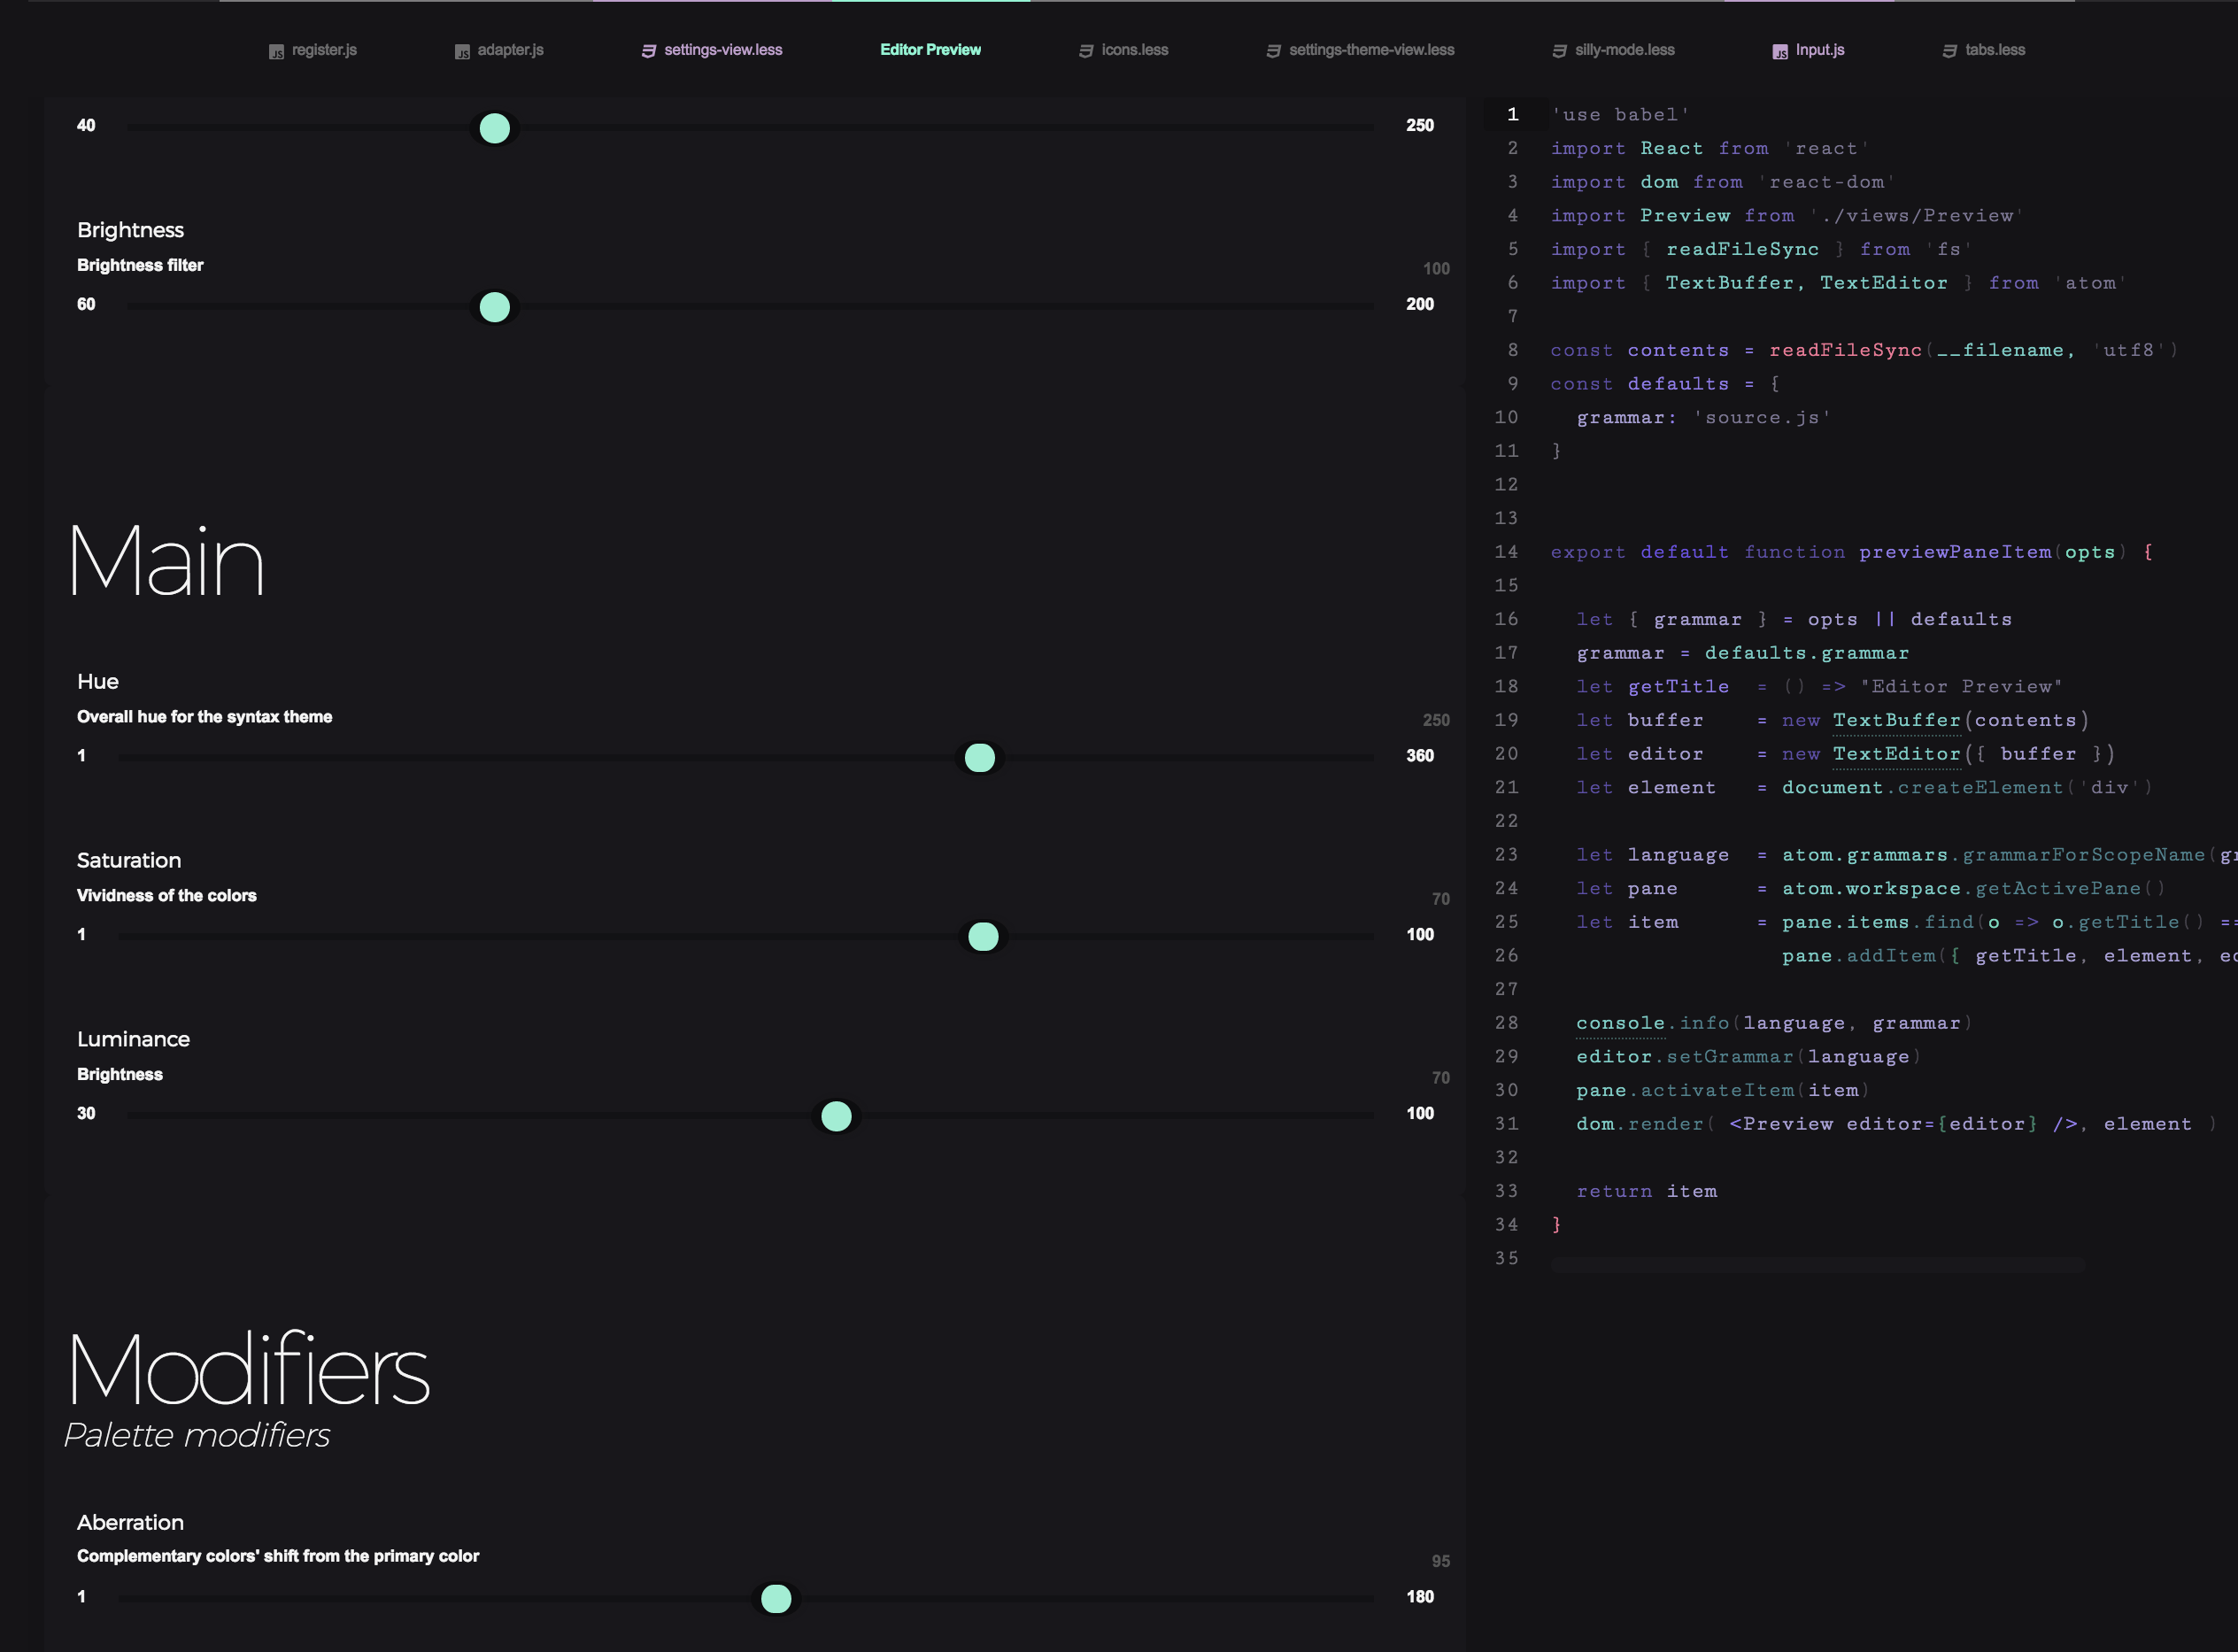 register.js
adapter.js
settings-view.less
Editor Preview
icons.less
settings-theme-view.less
silly-mode.less
Input.js
tabs.less
40 250
Brightness
Brightness filter
100
60 200
Main
Hue
Overall hue for the syntax theme
250
1 360
Saturation
Vividness of the colors
70
1 100
Luminance
Brightness
70
30 100
Modifiers
Palette modifiers
Aberration
Complementary colors' shift from the primary color
95
1 180
1 'use babel'
2 import React from 'react'
3 import dom from 'react-dom'
4 import Preview from './views/Preview'
5 import { readFileSync } from 'fs'
6 import { TextBuffer, TextEditor } from 'atom'
7
8 const contents = readFileSync(__filename, 'utf8')
9 const defaults = {
10   grammar: 'source.js'
11 }
12
13
14 export default function previewPaneItem(opts) {
15
16   let { grammar } = opts || defaults
17   grammar = defaults.grammar
18   let getTitle  = () => "Editor Preview"
19   let buffer    = new TextBuffer(contents)
20   let editor    = new TextEditor({ buffer })
21   let element   = document.createElement('div')
22
23   let language  = atom.grammars.grammarForScopeName(gr
24   let pane      = atom.workspace.getActivePane()
25   let item      = pane.items.find(o => o.getTitle() ==
26                   pane.addItem({ getTitle, element, ed
27
28   console.info(language, grammar)
29   editor.setGrammar(language)
30   pane.activateItem(item)
31   dom.render( <Preview editor={editor} />, element )
32
33   return item
34 }
35